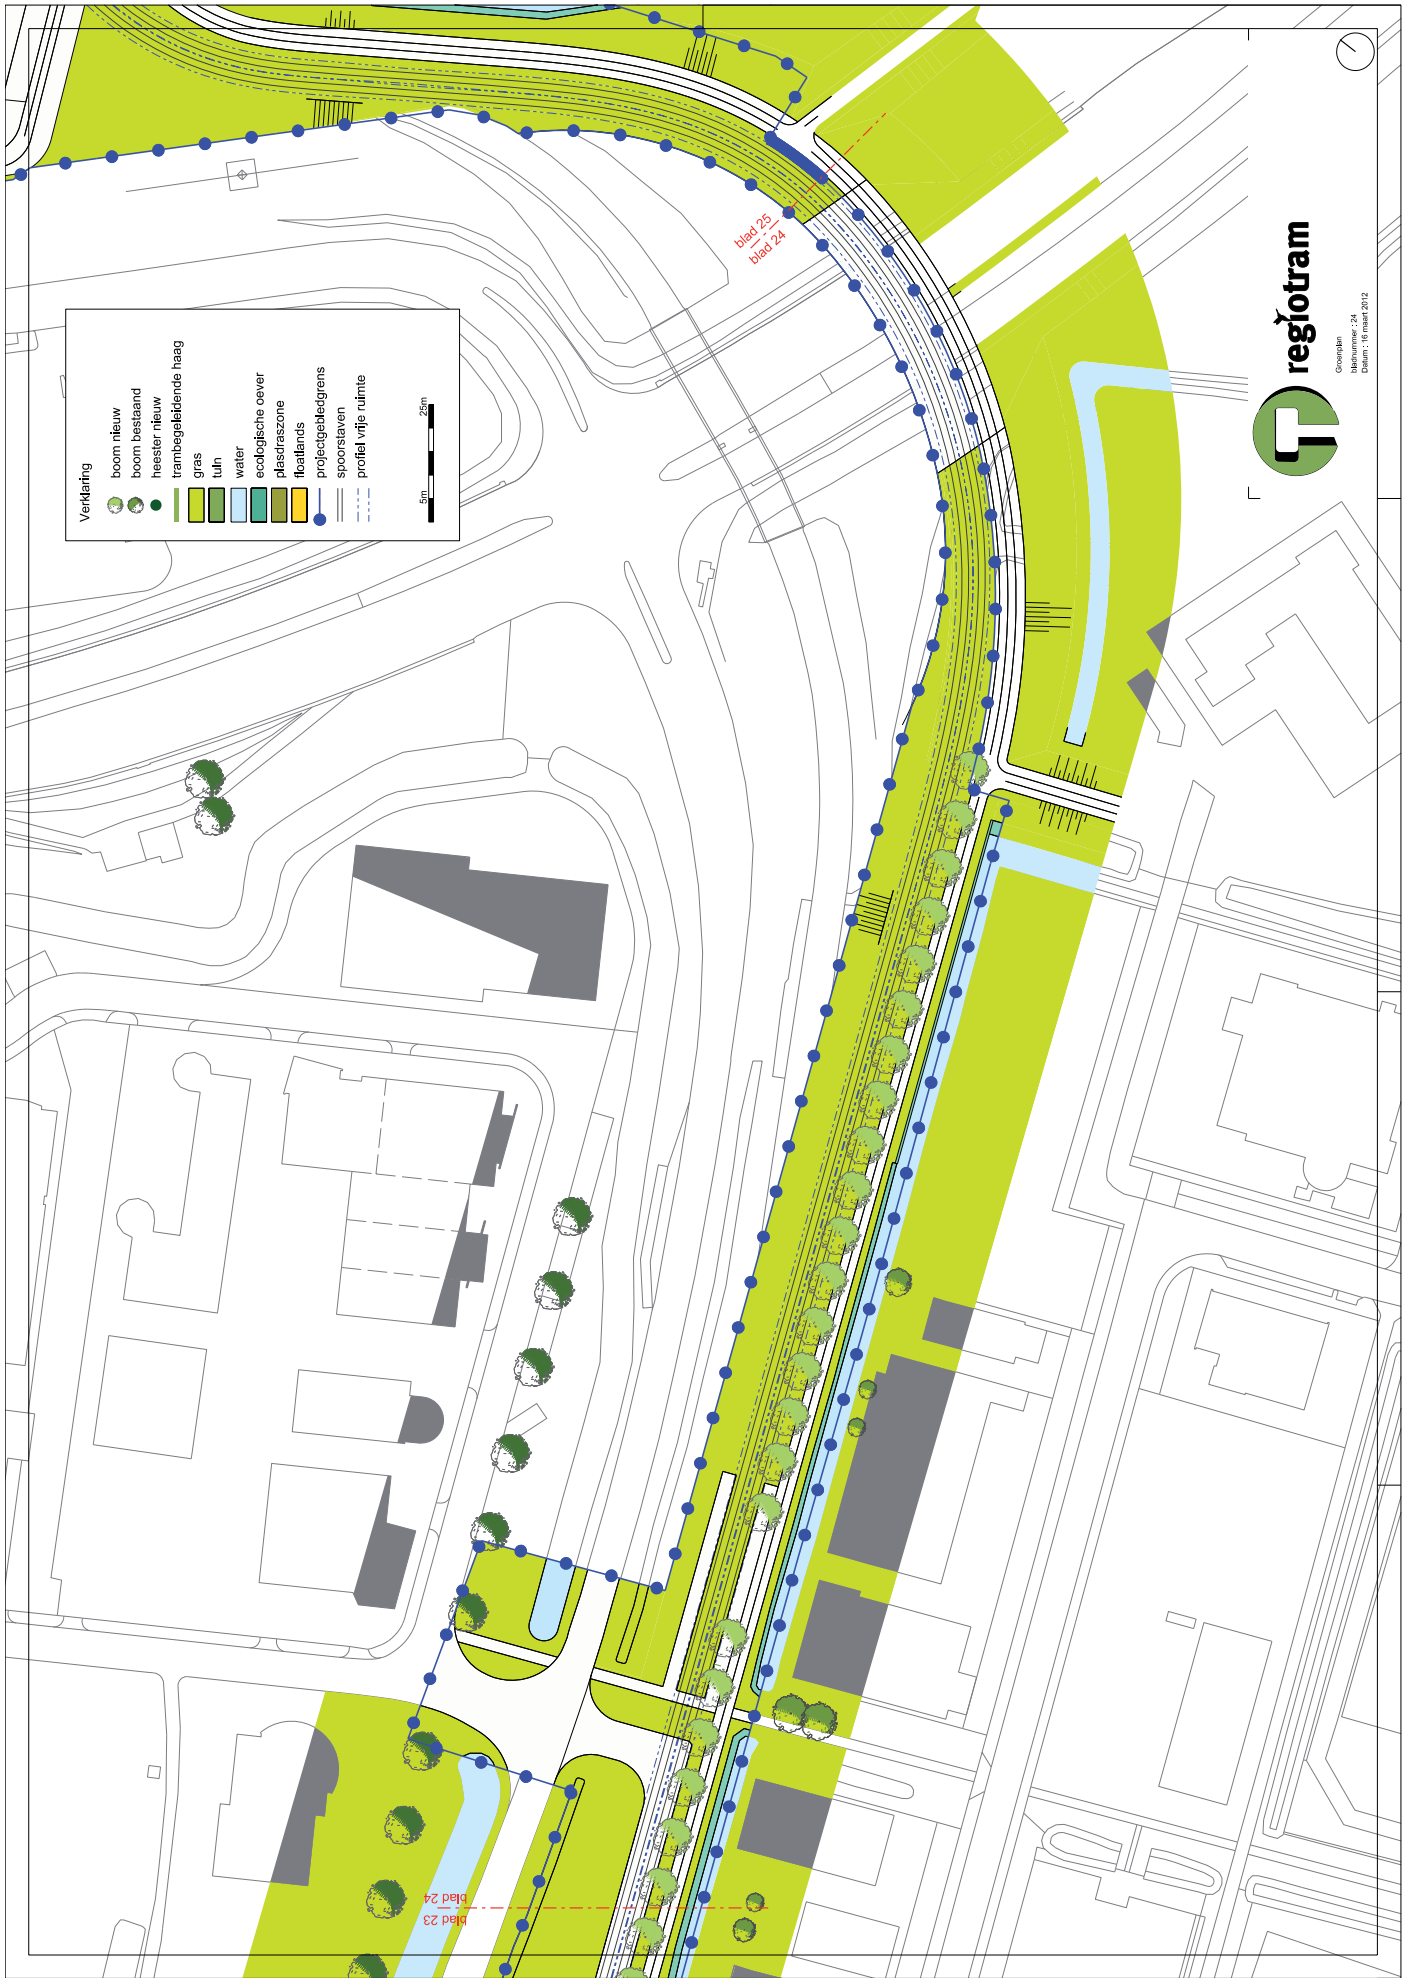 Verklaring
boom nieuw
boom bestaand
heester nieuw
trambegeleidende haag
gras
tuin
water
ecologische oever
plasdraszone
floatlands
projectgebiedgrens
spoorstaven
profiel vrije ruimte
5m 25m
blad 25
blad 24
regiotram
Groenplan
bladnummer : 24
Datum : 16 maart 2012
blad 24
blad 23